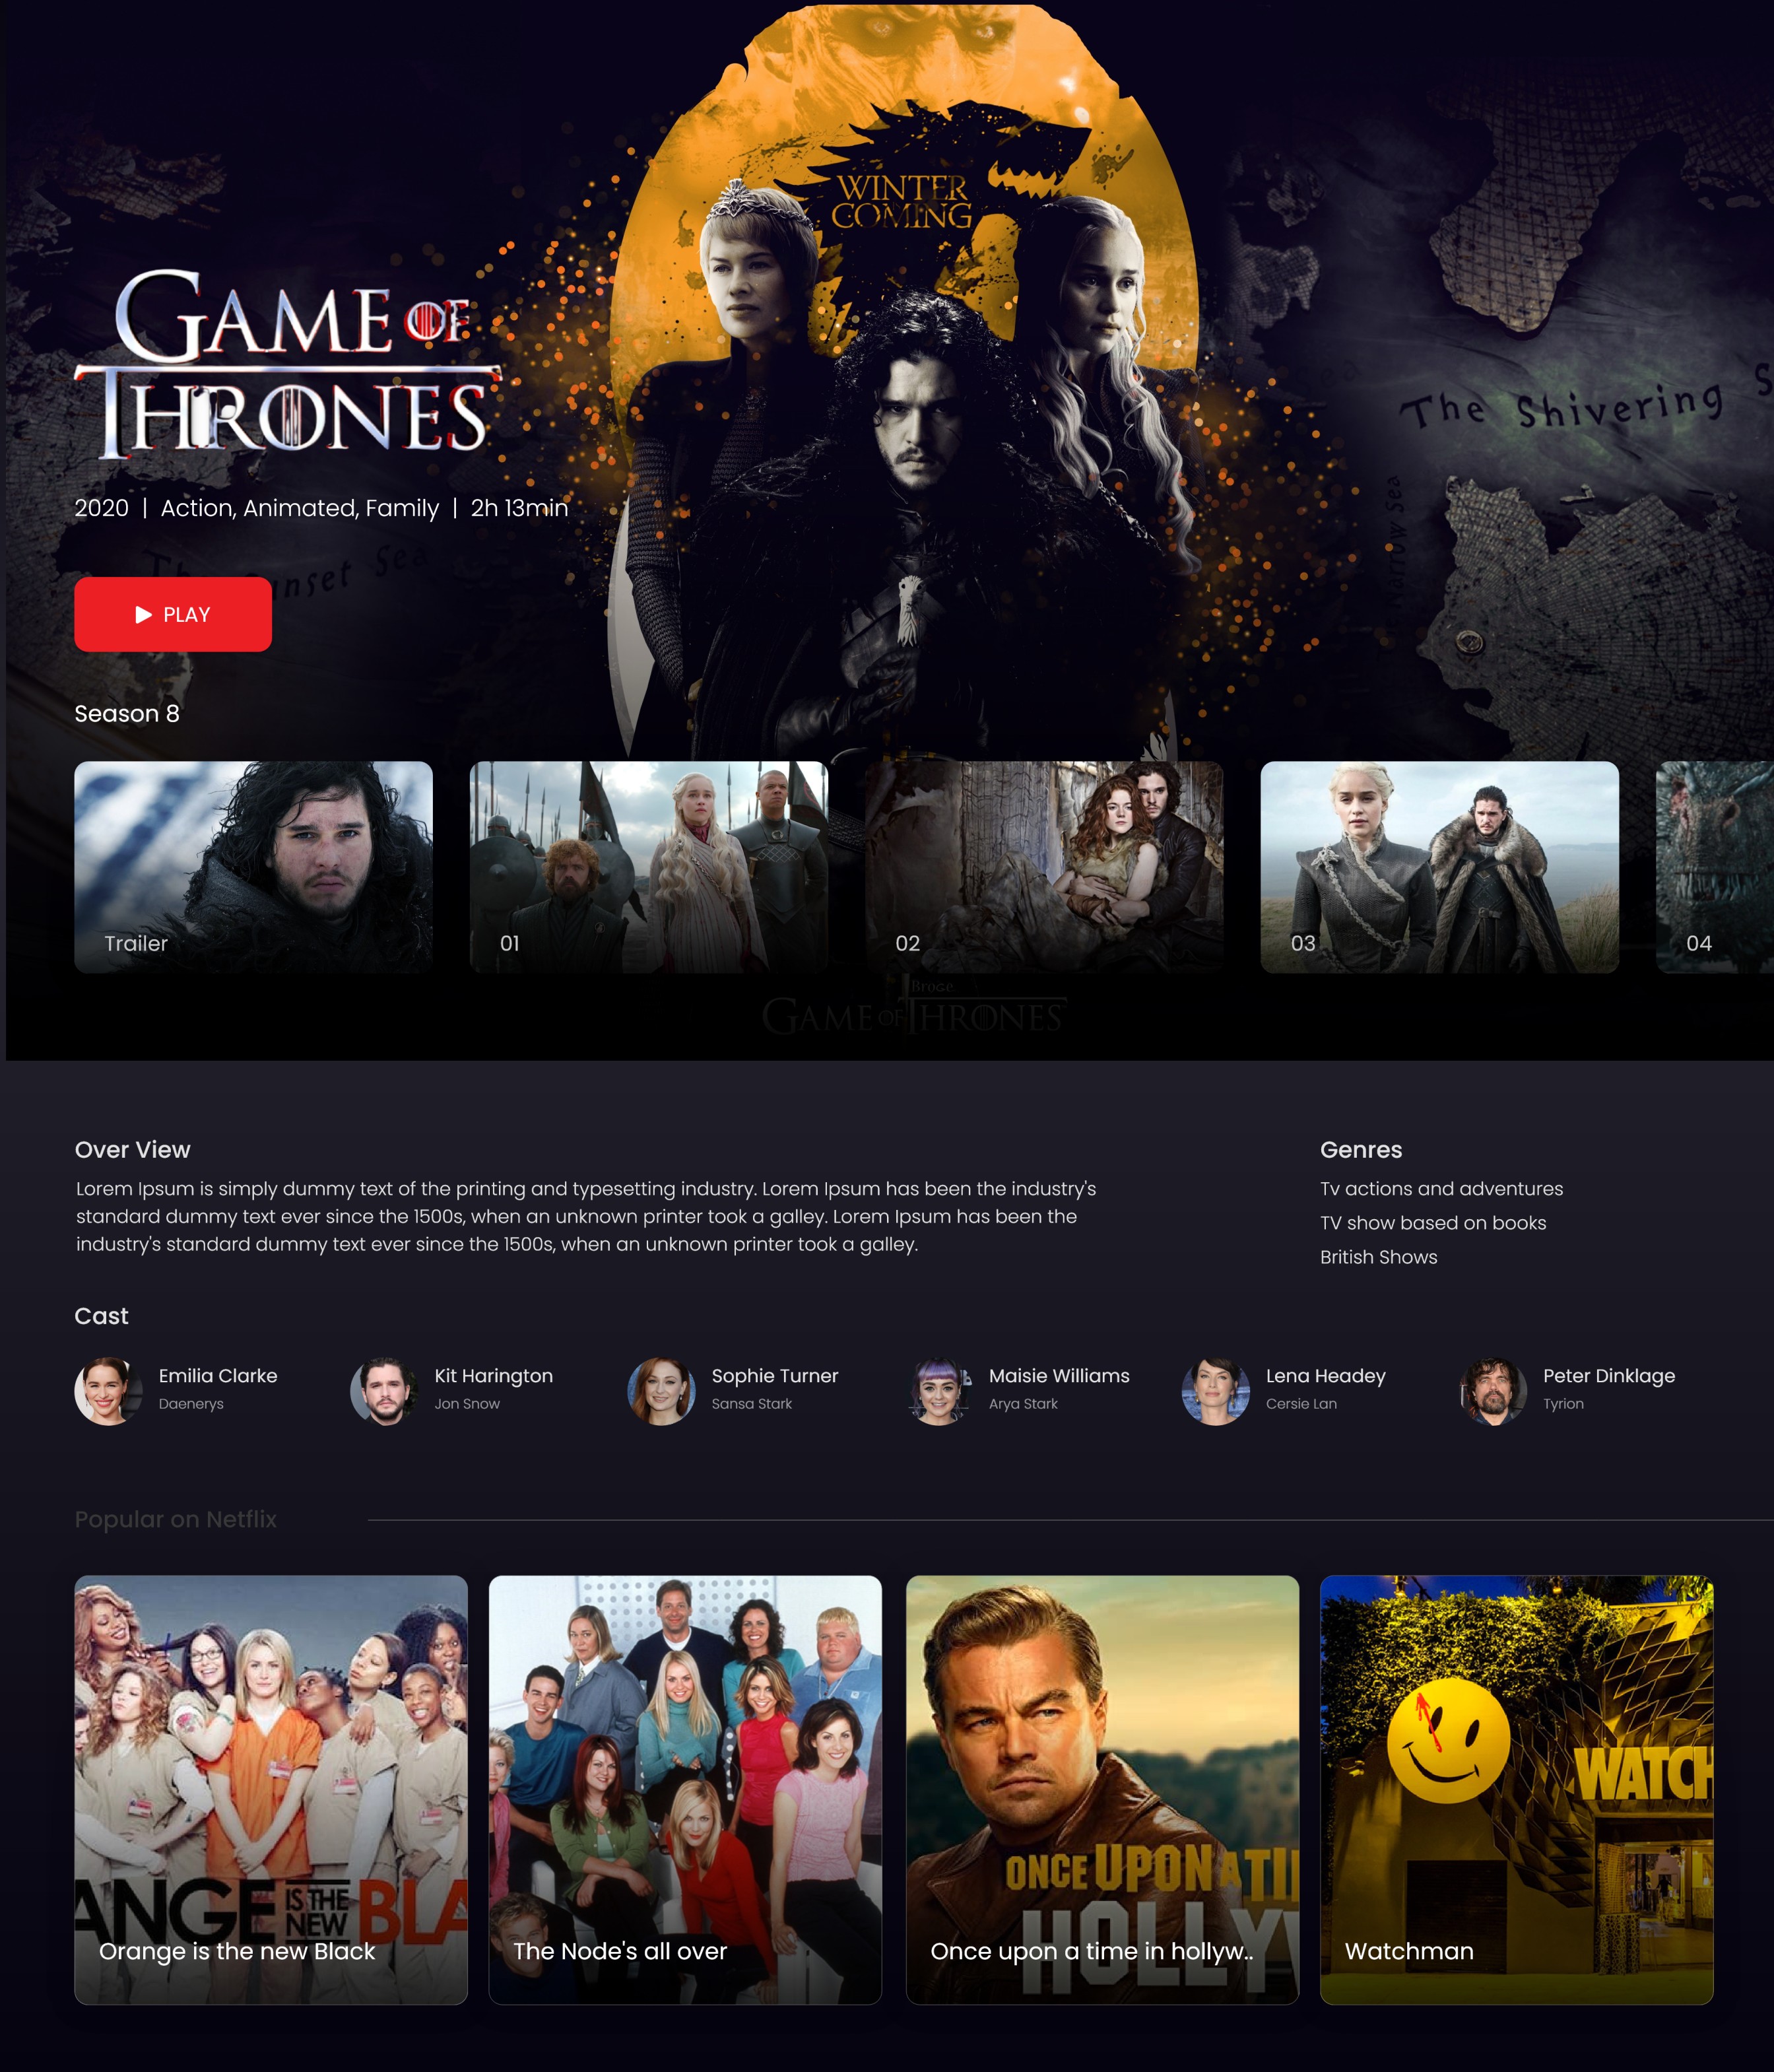 WINTER
COMING
GAME OF
THRONES
The Shivering S
2020 | Action, Animated, Family | 2h 13min
Narrow Sea
Sunset Sea
PLAY
Season 8
Trailer
01
02
03
04
GAME OF THRONES
Over View
Lorem Ipsum is simply dummy text of the printing and typesetting industry. Lorem Ipsum has been the industry's
standard dummy text ever since the 1500s, when an unknown printer took a galley. Lorem Ipsum has been the
industry's standard dummy text ever since the 1500s, when an unknown printer took a galley.
Genres
Tv actions and adventures
TV show based on books
British Shows
Cast
Emilia Clarke
Daenerys
Kit Harington
Jon Snow
Sophie Turner
Sansa Stark
Maisie Williams
Arya Stark
Lena Headey
Cersie Lan
Peter Dinklage
Tyrion
Popular on Netflix
ANGE IS THE NEW BLA
Orange is the new Black
The Node's all over
ONCE UPON A TI
HOLLY
Once upon a time in hollyw..
WATCH
Watchman